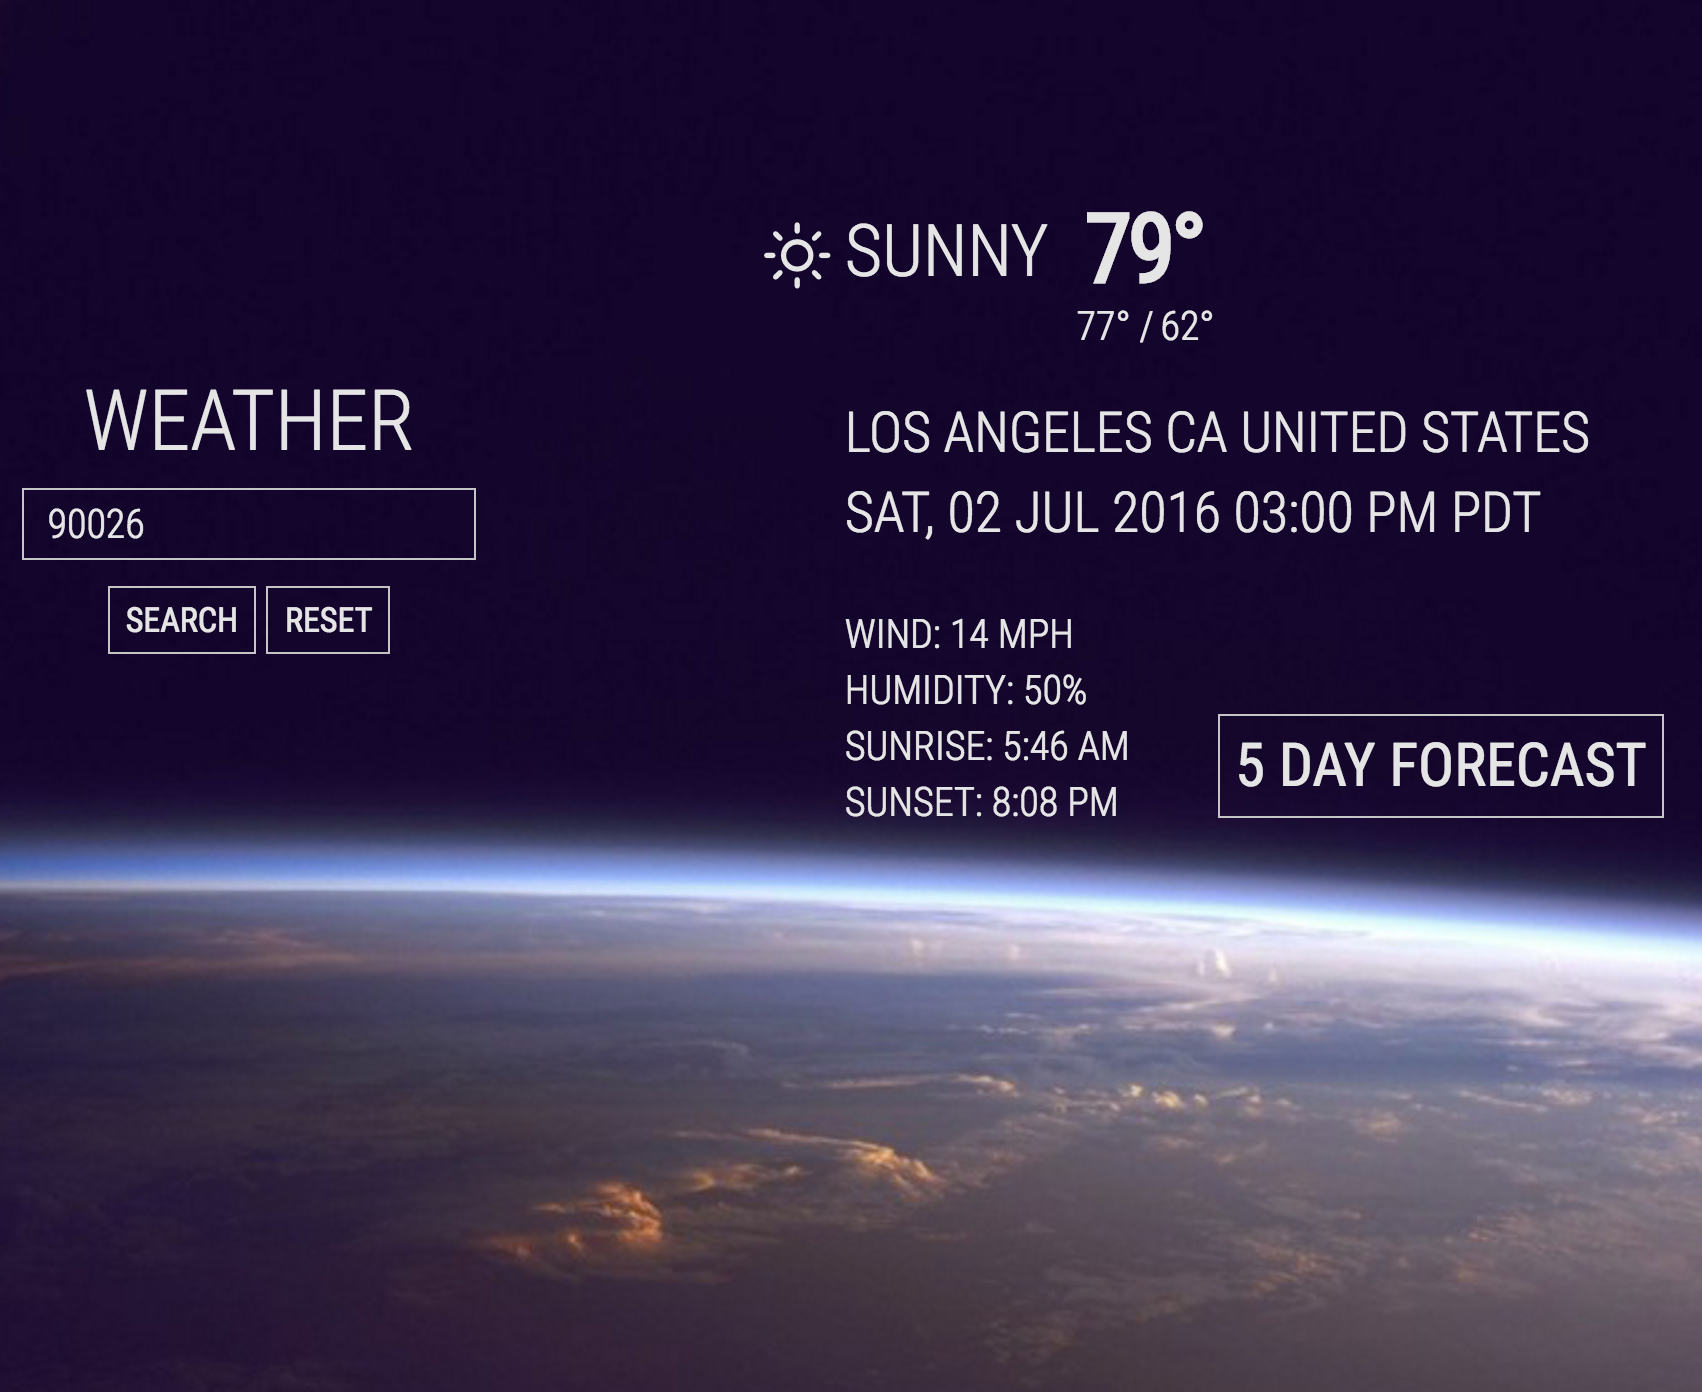 WEATHER
90026
SEARCH RESET
SUNNY 79°
77° / 62°
LOS ANGELES CA UNITED STATES
SAT, 02 JUL 2016 03:00 PM PDT
WIND: 14 MPH
HUMIDITY: 50%
SUNRISE: 5:46 AM
SUNSET: 8:08 PM
5 DAY FORECAST